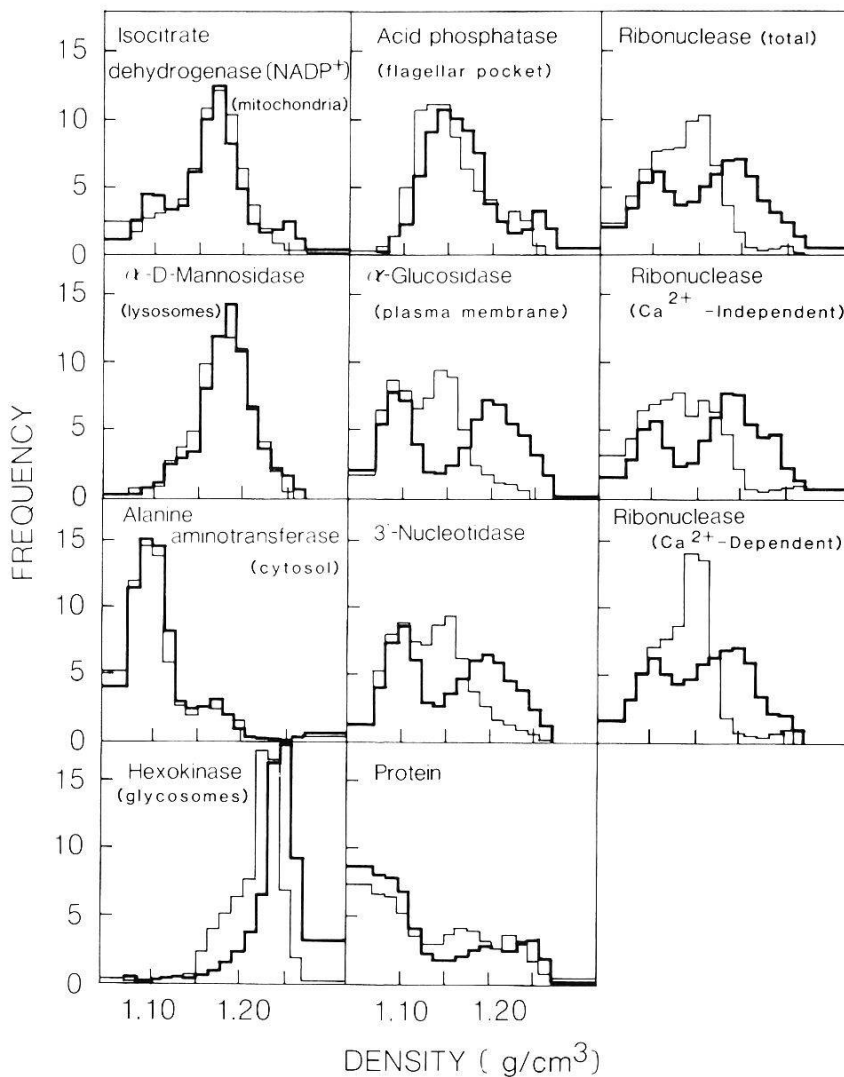 Isocitrate
dehydrogenase (NADP+)
(mitochondria)
Acid phosphatase
(flagellar pocket)
Ribonuclease (total)
15
10
5
0
α-D-Mannosidase
(lysosomes)
α-Glucosidase
(plasma membrane)
Ribonuclease
(Ca2+ -Independent)
15
10
5
0
Alanine
aminotransferase
(cytosol)
3'-Nucleotidase
Ribonuclease
(Ca2+-Dependent)
15
10
5
0
Hexokinase
(glycosomes)
Protein
15
10
5
0
FREQUENCY
1.10 1.20 1.10 1.20
DENSITY ( g/cm3)